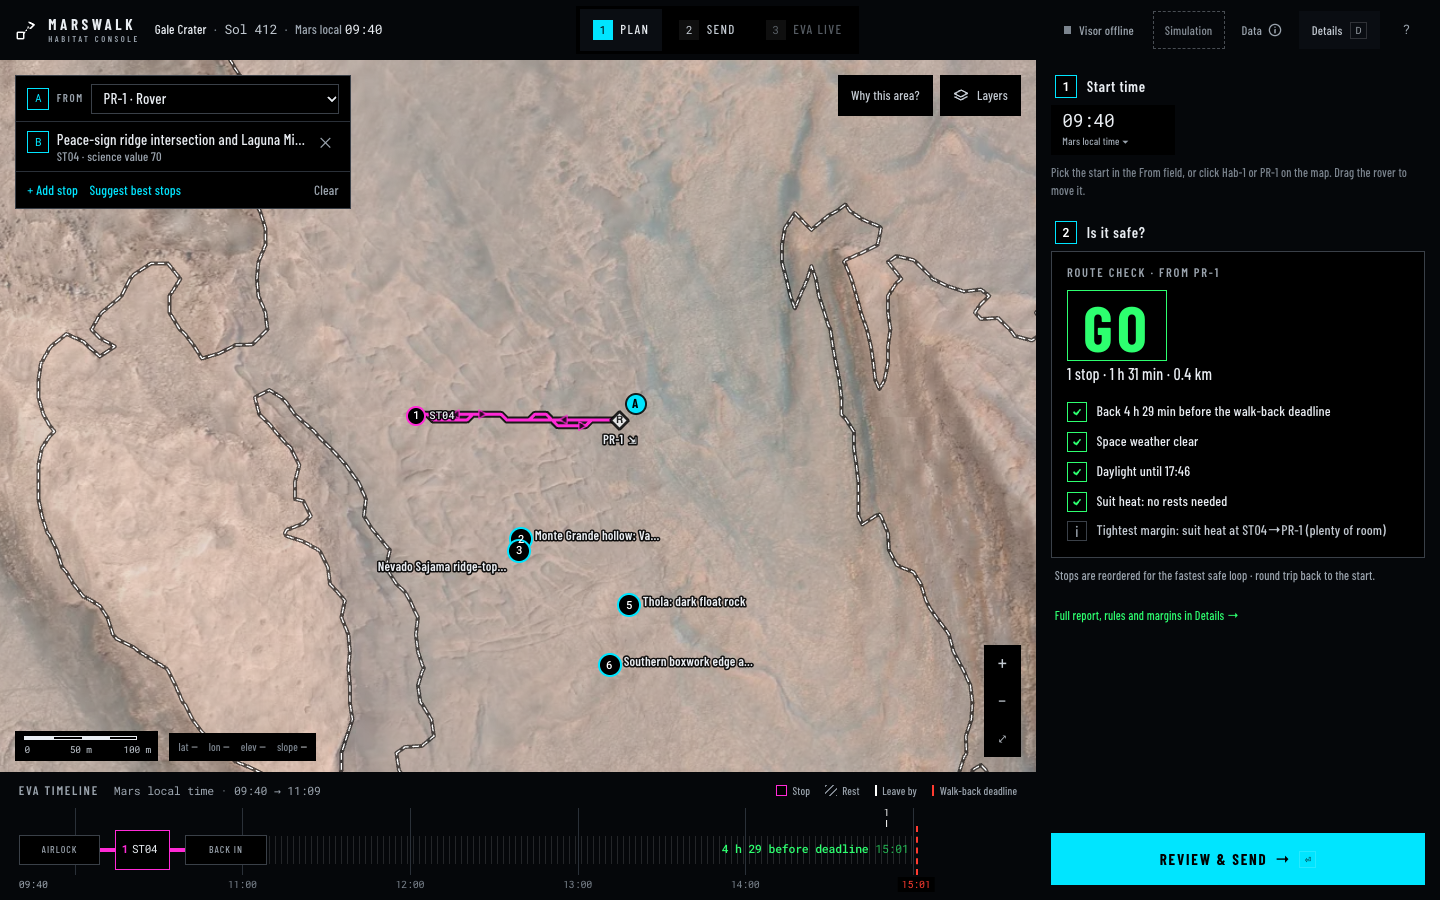 MARSWALK
HABITAT CONSOLE
Gale Crater · Sol 412 · Mars local 09:40
1 PLAN
2 SEND
3 EVA LIVE
Visor offline
Simulation
Data
Details D
?
A FROM PR-1 · Rover
B Peace-sign ridge intersection and Laguna Mi...
ST04 · science value 70
+ Add stop Suggest best stops Clear
Why this area?
Layers
1 ST04
A
PR-1
2 Monte Grande hollow: Va...
3
Nevado Sajama ridge-top...
5 Thola: dark float rock
6 Southern boxwork edge a...
0 50 m 100 m
lat – lon – elev – slope –
+
−
1 Start time
09:40
Mars local time
Pick the start in the From field, or click Hab-1 or PR-1 on the map. Drag the rover to
move it.
2 Is it safe?
ROUTE CHECK · FROM PR-1
GO
1 stop · 1 h 31 min · 0.4 km
Back 4 h 29 min before the walk-back deadline
Space weather clear
Daylight until 17:46
Suit heat: no rests needed
i Tightest margin: suit heat at ST04→PR-1 (plenty of room)
Stops are reordered for the fastest safe loop · round trip back to the start.
Full report, rules and margins in Details →
REVIEW & SEND →
EVA TIMELINE Mars local time · 09:40 → 11:09
Stop Rest Leave by Walk-back deadline
1
AIRLOCK
1 ST04
BACK IN
4 h 29 before deadline 15:01
09:40 11:00 12:00 13:00 14:00 15:01